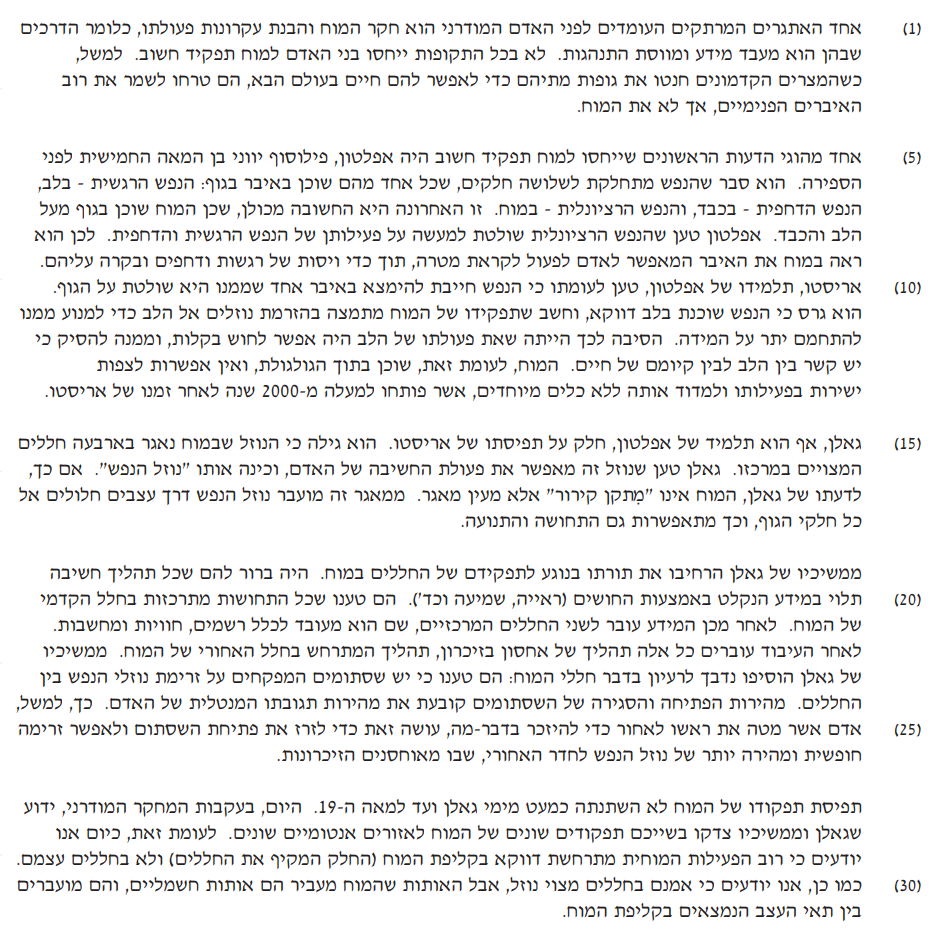 (1) אחד האתגרים המרתקים העומדים לפני האדם המודרני הוא חקר המוח והבנת עקרונות פעולתו, כלומר הדרכים
שבהן הוא מעבד מידע ומווסת התנהגות. לא בכל התקופות ייחסו בני האדם למוח תפקיד חשוב. למשל,
כשהמצרים הקדמונים חנטו את גופות מתיהם כדי לאפשר להם חיים בעולם הבא, הם טרחו לשמר את רוב
האיברים הפנימיים, אך לא את המוח.
(5) אחד מהוגי הדעות הראשונים שייחסו למוח תפקיד חשוב היה אפלטון, פילוסוף יווני בן המאה החמישית לפני
הספירה. הוא סבר שהנפש מתחלקת לשלושה חלקים, שכל אחד מהם שוכן באיבר בגוף: הנפש הרגשית - בלב,
הנפש הדחפית - בכבד, והנפש הרציונלית - במוח. זו האחרונה היא החשובה מכולן, שכן המוח שוכן בגוף מעל
הלב והכבד. אפלטון טען שהנפש הרציונלית שולטת למעשה על פעילותן של הנפש הרגשית והדחפית. לכן הוא
ראה במוח את האיבר המאפשר לאדם לפעול לקראת מטרה, תוך כדי ויסות של רגשות ודחפים ובקרה עליהם.
(10) אריסטו, תלמידו של אפלטון, טען לעומתו כי הנפש חייבת להימצא באיבר אחד שממנו היא שולטת על הגוף.
הוא גרס כי הנפש שוכנת בלב דווקא, וחשב שתפקידו של המוח מתמצה בהזרמת נוזלים אל הלב כדי למנוע ממנו
להתחמם יתר על המידה. הסיבה לכך הייתה שאת פעולתו של הלב היה אפשר לחוש בקלות, וממנה להסיק כי
יש קשר בין הלב לבין קיומם של חיים. המוח, לעומת זאת, שוכן בתוך הגולגולת, ואין אפשרות לצפות
ישירות בפעילותו ולמדוד אותה ללא כלים מיוחדים, אשר פותחו למעלה מ-2000 שנה לאחר זמנו של אריסטו.
(15) גאלן, אף הוא תלמיד של אפלטון, חלק על תפיסתו של אריסטו. הוא גילה כי הנוזל שבמוח נאגר בארבעה חללים
המצויים במרכזו. גאלן טען שנוזל זה מאפשר את פעולת החשיבה של האדם, וכינה אותו "נוזל הנפש". אם כך,
לדעתו של גאלן, המוח אינו "מִתקן קירור" אלא מעין מאגר. ממאגר זה מועבר נוזל הנפש דרך עצבים חלולים אל
כל חלקי הגוף, וכך מתאפשרות גם התחושה והתנועה.
ממשיכיו של גאלן הרחיבו את תורתו בנוגע לתפקידם של החללים במוח. היה ברור להם שכל תהליך חשיבה
(20) תלוי במידע הנקלט באמצעות החושים (ראייה, שמיעה וכד'). הם טענו שכל התחושות מתרכזות בחלל הקדמי
של המוח. לאחר מכן המידע עובר לשני החללים המרכזיים, שם הוא מעובד לכלל רשמים, חוויות ומחשבות.
לאחר העיבוד עוברים כל אלה תהליך של אחסון בזיכרון, תהליך המתרחש בחלל האחורי של המוח. ממשיכיו
של גאלן הוסיפו נדבך לרעיון בדבר חללי המוח: הם טענו כי יש שסתומים המפקחים על זרימת נוזלי הנפש בין
החללים. מהירות הפתיחה והסגירה של השסתומים קובעת את מהירות תגובתו המנטלית של האדם. כך, למשל,
(25) אדם אשר מטה את ראשו לאחור כדי להיזכר בדבר-מה, עושה זאת כדי לזרז את פתיחת השסתום ולאפשר זרימה
חופשית ומהירה יותר של נוזל הנפש לחדר האחורי, שבו מאוחסנים הזיכרונות.
תפיסת תפקודו של המוח לא השתנתה כמעט מימי גאלן ועד למאה ה-19. היום, בעקבות המחקר המודרני, ידוע
שגאלן וממשיכיו צדקו בשייכם תפקודים שונים של המוח לאזורים אנטומיים שונים. לעומת זאת, כיום אנו
יודעים כי רוב הפעילות המוחית מתרחשת דווקא בקליפת המוח (החלק המקיף את החללים) ולא בחללים עצמם.
(30) כמו כן, אנו יודעים כי אמנם בחללים מצוי נוזל, אבל האותות שהמוח מעביר הם אותות חשמליים, והם מועברים
בין תאי העצב הנמצאים בקליפת המוח.